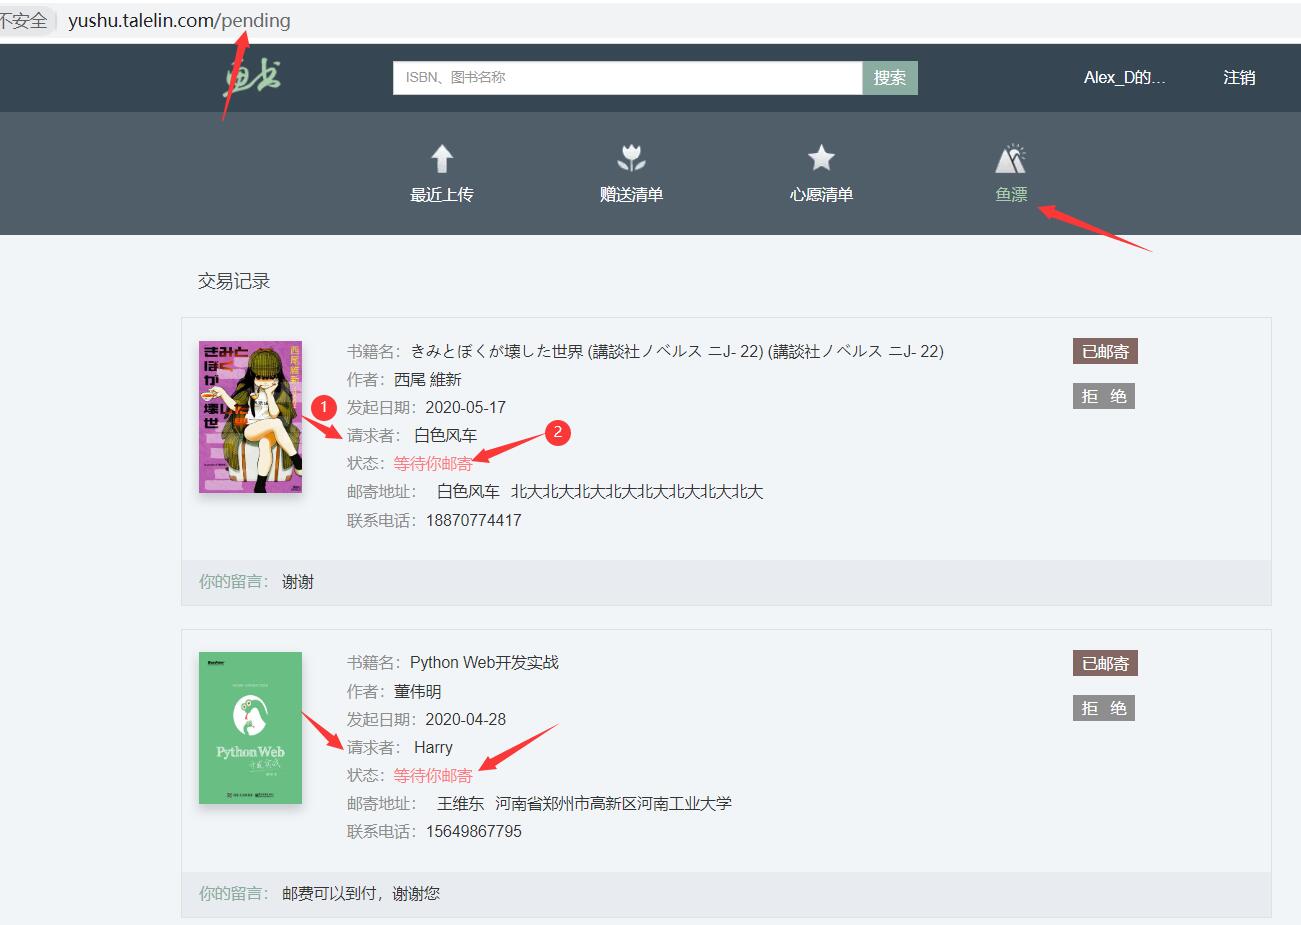 不安全 yushu.talelin.com/pending
鱼书 ISBN、图书名称 搜索 Alex_D的... 注销
最近上传 赠送清单 心愿清单 鱼漂
交易记录
きみと
ぼくが
壊した
世
西尾維新
书籍名: きみとぼくが壊した世界 (講談社ノベルス ニJ- 22) (講談社ノベルス ニJ- 22) 已邮寄
作者: 西尾 維新 拒 绝
1 发起日期: 2020-05-17
请求者: 白色风车 2
状态: 等待你邮寄
邮寄地址: 白色风车 北大北大北大北大北大北大北大北大
联系电话: 18870774417
你的留言: 谢谢
Python Web
开发实战
书籍名: Python Web开发实战 已邮寄
作者: 董伟明 拒 绝
发起日期: 2020-04-28
请求者: Harry
状态: 等待你邮寄
邮寄地址: 王维东 河南省郑州市高新区河南工业大学
联系电话: 15649867795
你的留言: 邮费可以到付，谢谢您